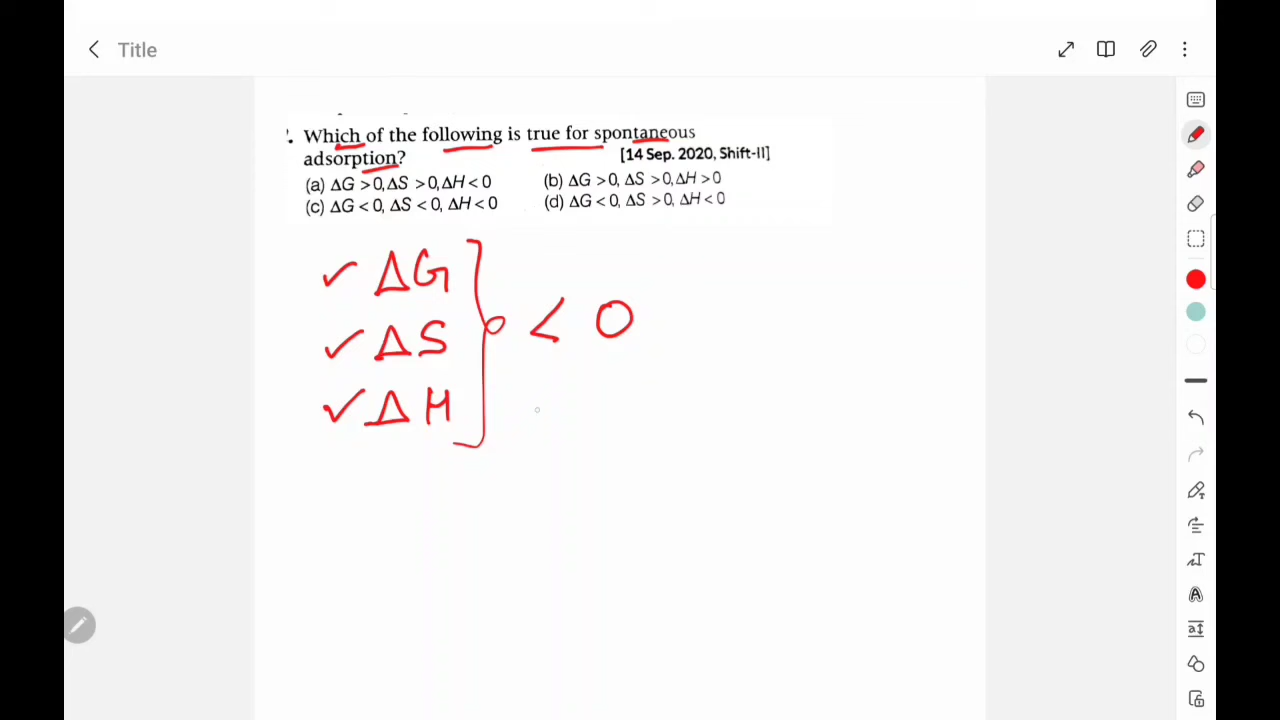 Title
. Which of the following is true for spontaneous
adsorption? [14 Sep. 2020, Shift-II]
(a) ΔG >0, ΔS >0, ΔH < 0 (b) ΔG >0, ΔS >0, ΔH >0
(c) ΔG < 0, ΔS < 0, ΔH < 0 (d) ΔG < 0, ΔS > 0, ΔH < 0
✓ ΔG
✓ ΔS } < 0
✓ ΔH